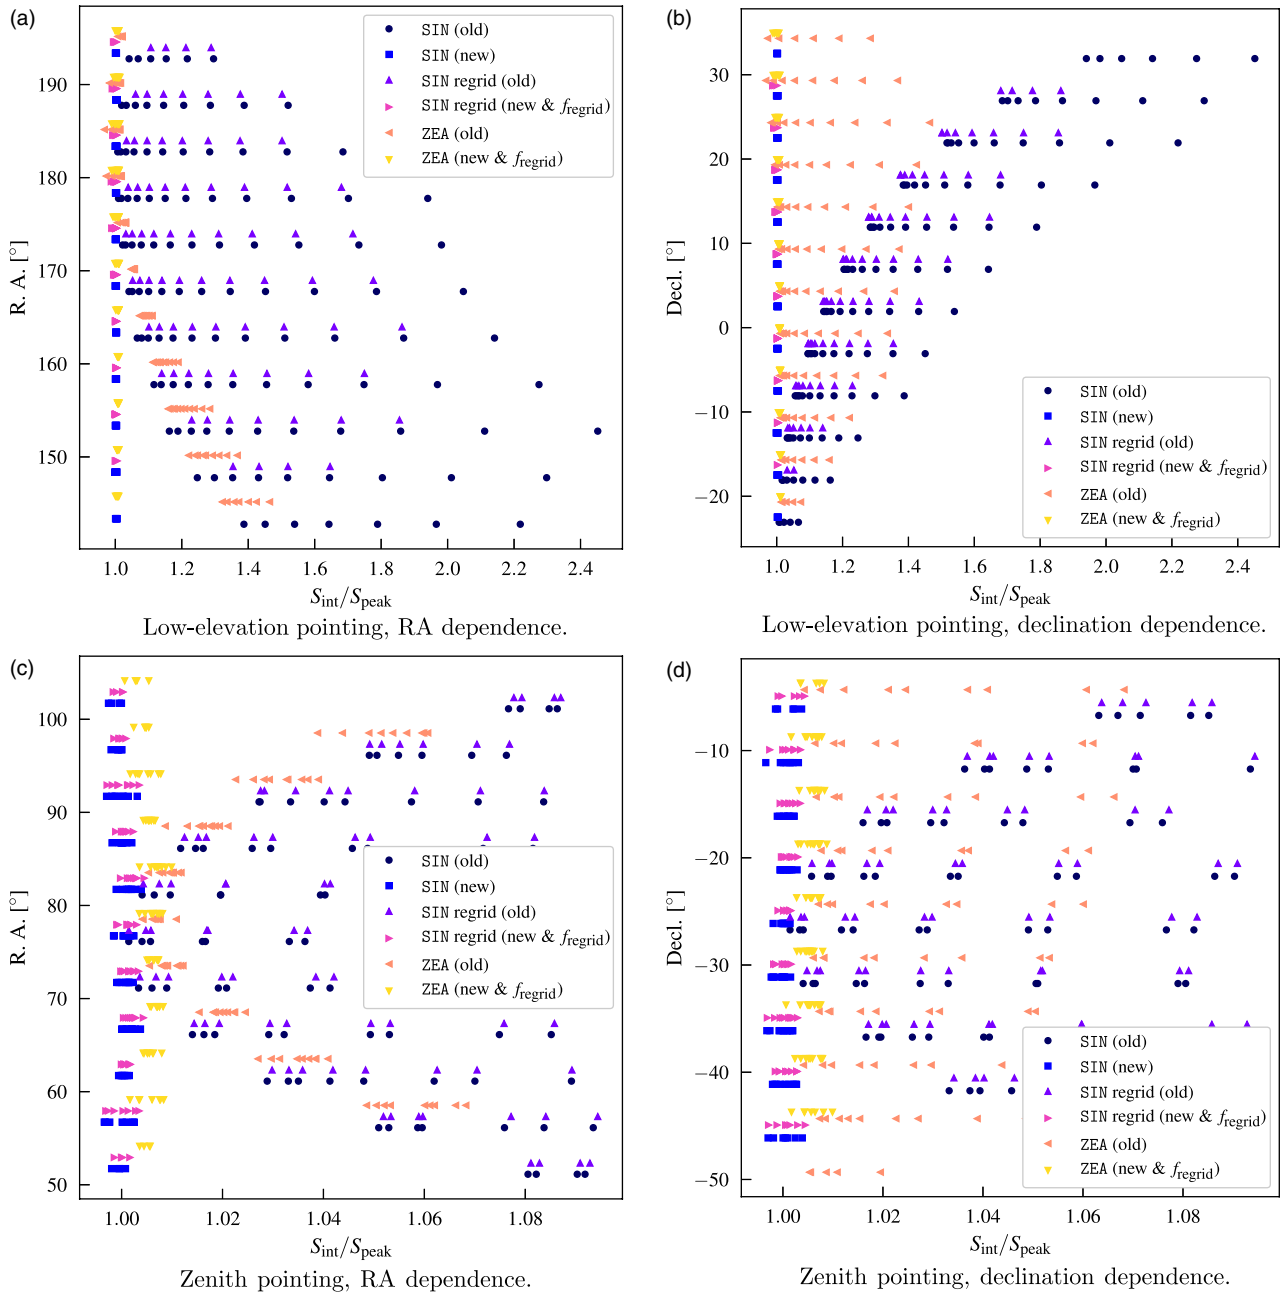 (a)
SIN (old)
SIN (new)
SIN regrid (old)
SIN regrid (new & fregrid)
ZEA (old)
ZEA (new & fregrid)
190
180
170
160
150
R. A. [°]
1.0 1.2 1.4 1.6 1.8 2.0 2.2 2.4
Sint/Speak
Low-elevation pointing, RA dependence.
(b)
30
20
10
0
−10
−20
Decl. [°]
SIN (old)
SIN (new)
SIN regrid (old)
SIN regrid (new & fregrid)
ZEA (old)
ZEA (new & fregrid)
1.0 1.2 1.4 1.6 1.8 2.0 2.2 2.4
Sint/Speak
Low-elevation pointing, declination dependence.
(c)
100
90
80
70
60
50
R. A. [°]
SIN (old)
SIN (new)
SIN regrid (old)
SIN regrid (new & fregrid)
ZEA (old)
ZEA (new & fregrid)
1.00 1.02 1.04 1.06 1.08
Sint/Speak
Zenith pointing, RA dependence.
(d)
−10
−20
−30
−40
−50
Decl. [°]
SIN (old)
SIN (new)
SIN regrid (old)
SIN regrid (new & fregrid)
ZEA (old)
ZEA (new & fregrid)
1.00 1.02 1.04 1.06 1.08
Sint/Speak
Zenith pointing, declination dependence.